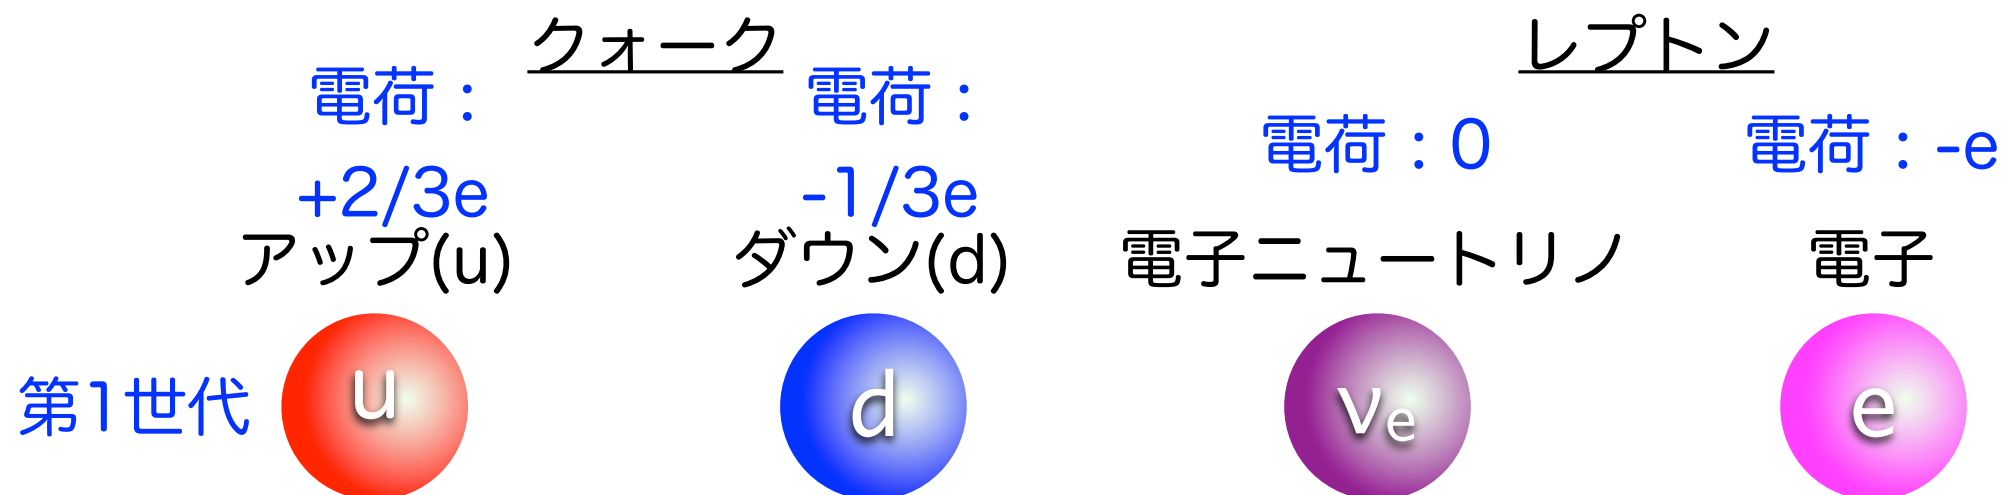 クォーク
レプトン
電荷：
+2/3e
電荷：
-1/3e
電荷：0
電荷：-e
アップ(u)
ダウン(d)
電子ニュートリノ
電子
第1世代
u
d
νe
e